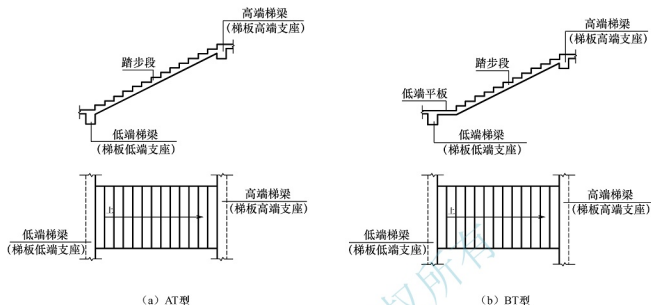 高端梯梁
(梯板高端支座)
踏步段
低端梯梁
(梯板低端支座)
上
高端梯梁
(梯板高端支座)
低端梯梁
(梯板低端支座)
(a) AT型
高端梯梁
(梯板高端支座)
踏步段
低端平板
低端梯梁
(梯板低端支座)
上
高端梯梁
(梯板高端支座)
低端梯梁
(梯板低端支座)
(b) BT型
权所有